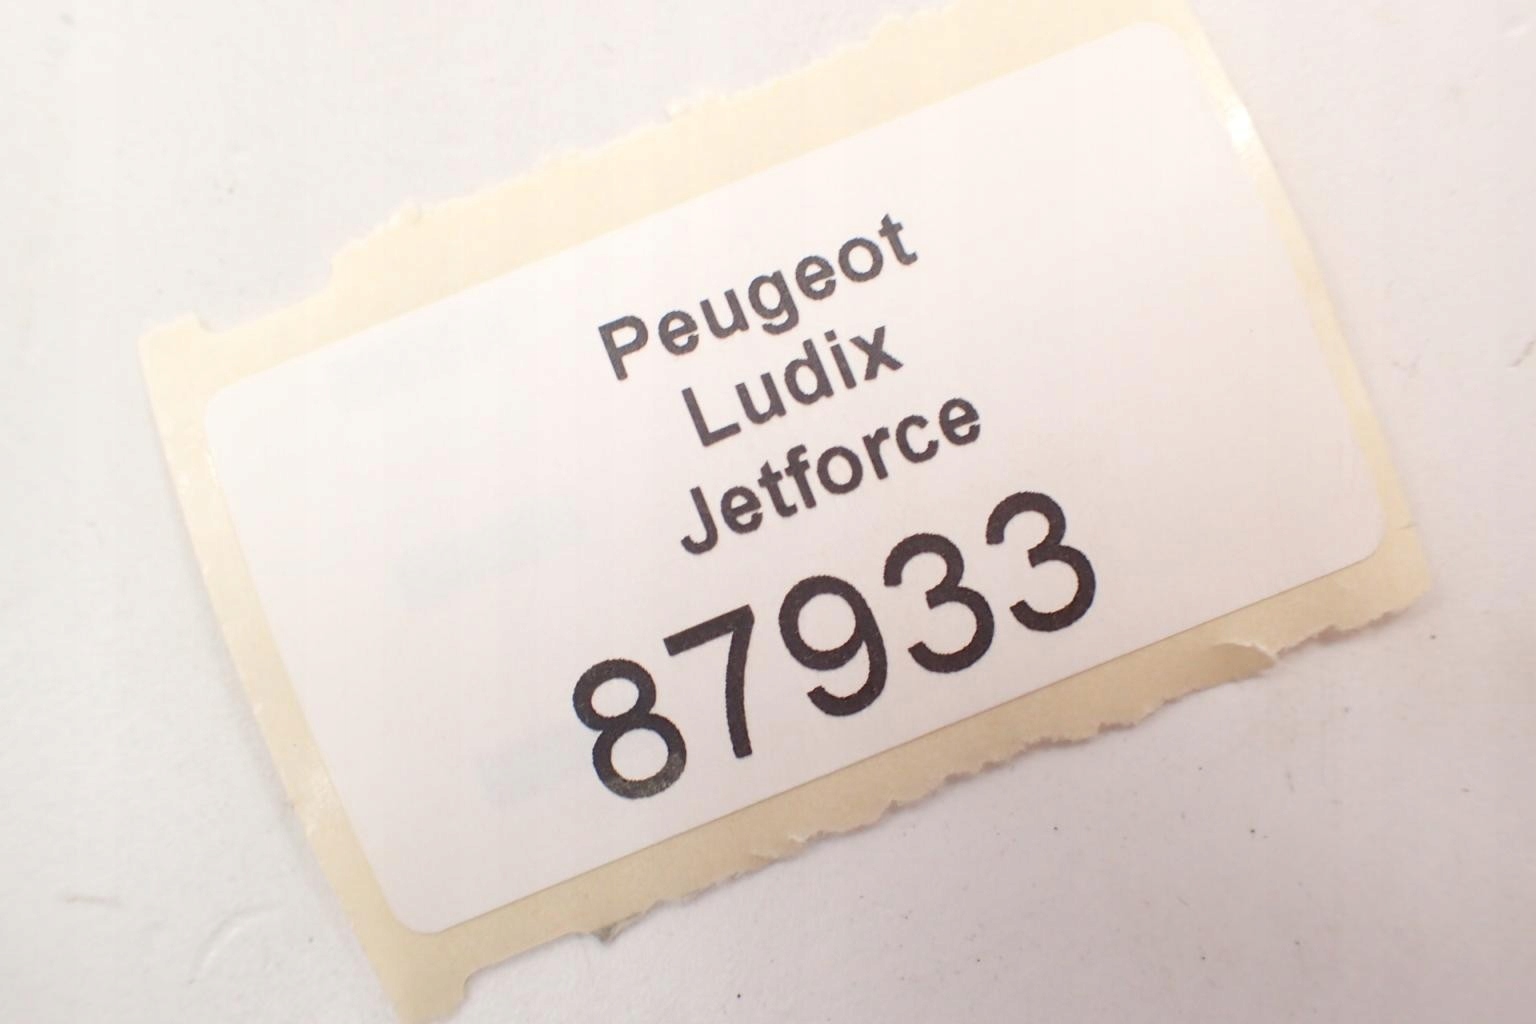 Peugeot
Ludix
Jetforce
87933